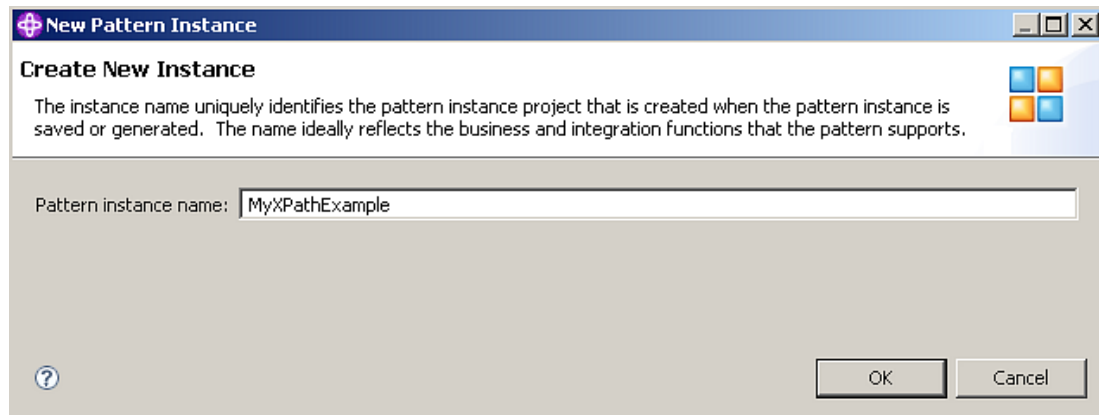 New Pattern Instance
Create New Instance
The instance name uniquely identifies the pattern instance project that is created when the pattern instance is
saved or generated. The name ideally reflects the business and integration functions that the pattern supports.
Pattern instance name: MyXPathExample
?
OK Cancel